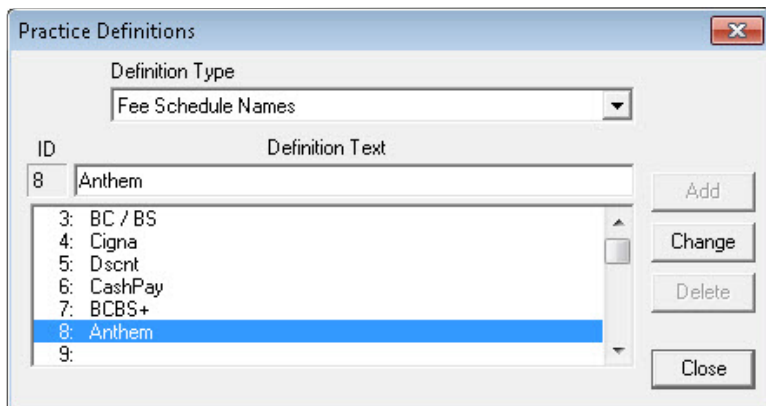 Practice Definitions
Definition Type
Fee Schedule Names
ID Definition Text
8 Anthem
Add
3: BC / BS
4: Cigna
5: Dscnt
6: CashPay
7: BCBS+
8: Anthem
9:
Change
Delete
Close